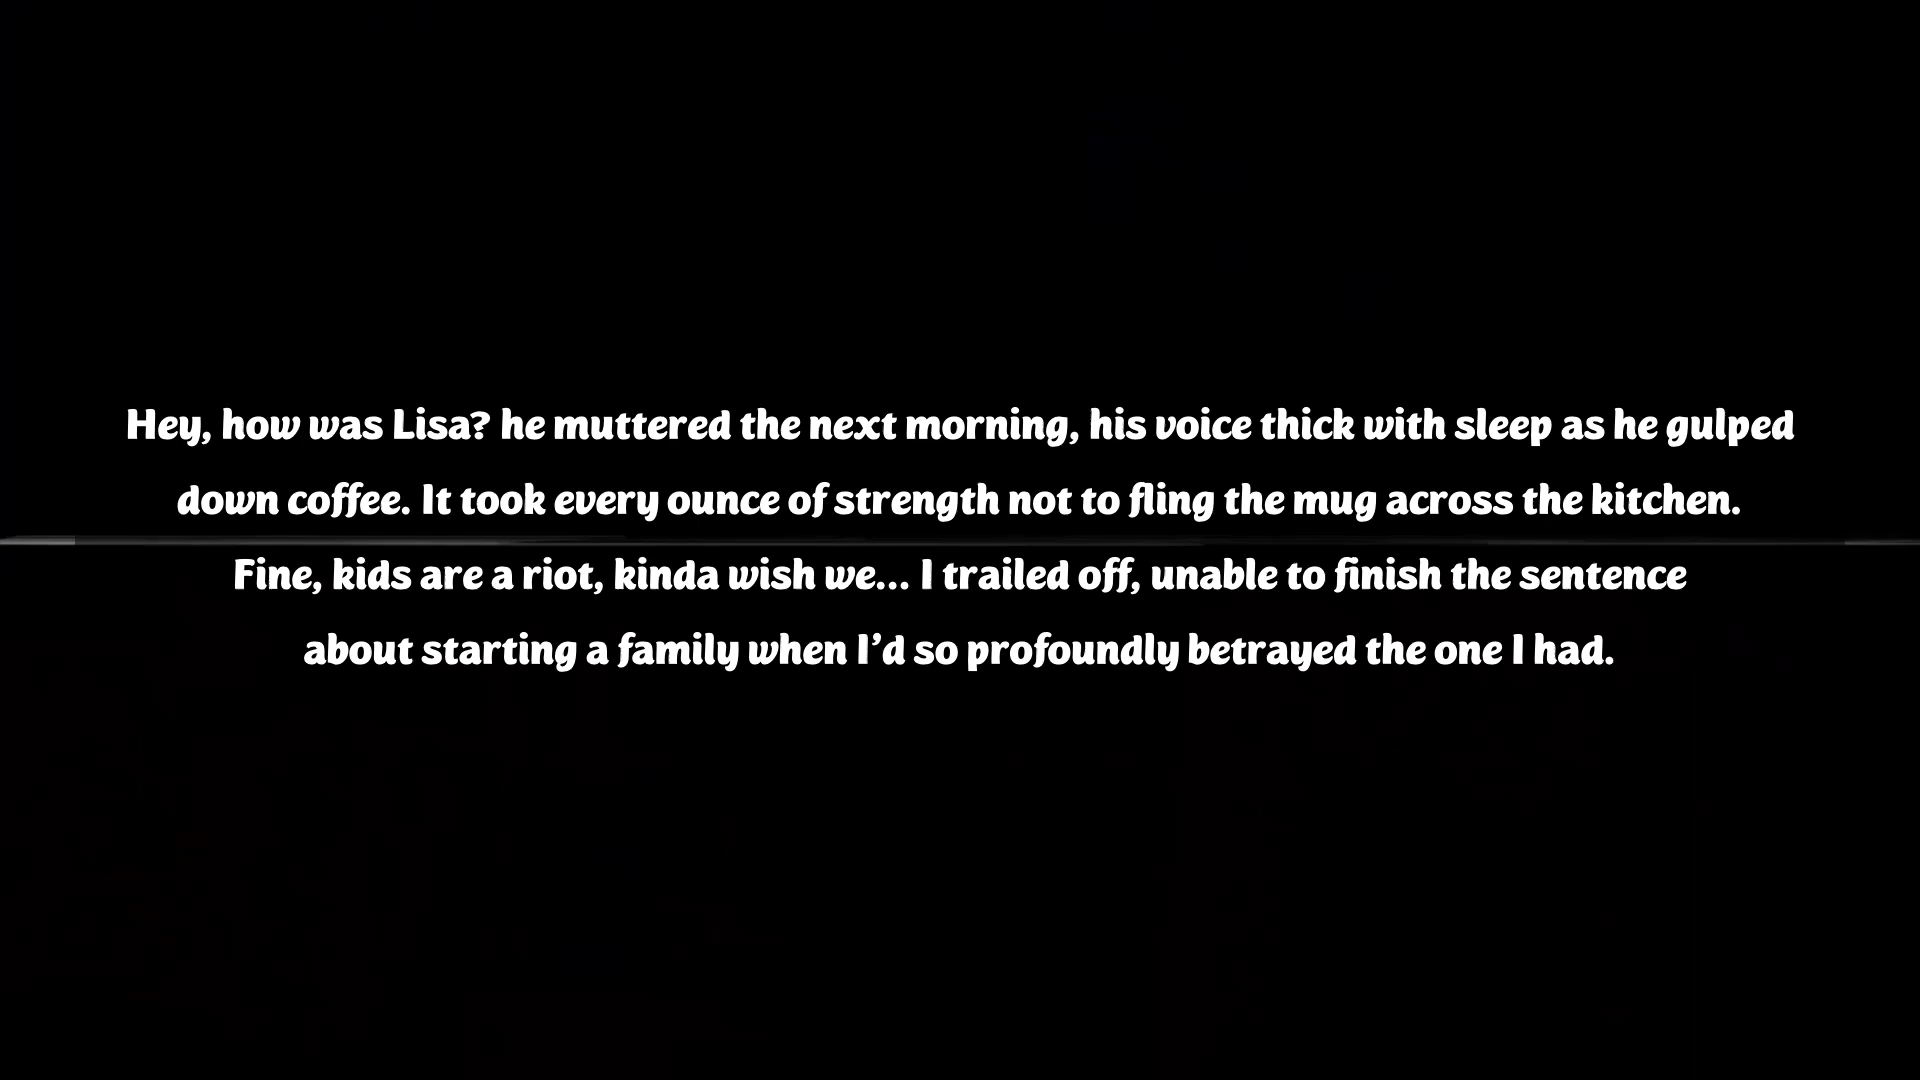 Hey, how was Lisa? he muttered the next morning, his voice thick with sleep as he gulped
down coffee. It took every ounce of strength not to fling the mug across the kitchen.
Fine, kids are a riot, kinda wish we... I trailed off, unable to finish the sentence
about starting a family when I’d so profoundly betrayed the one I had.